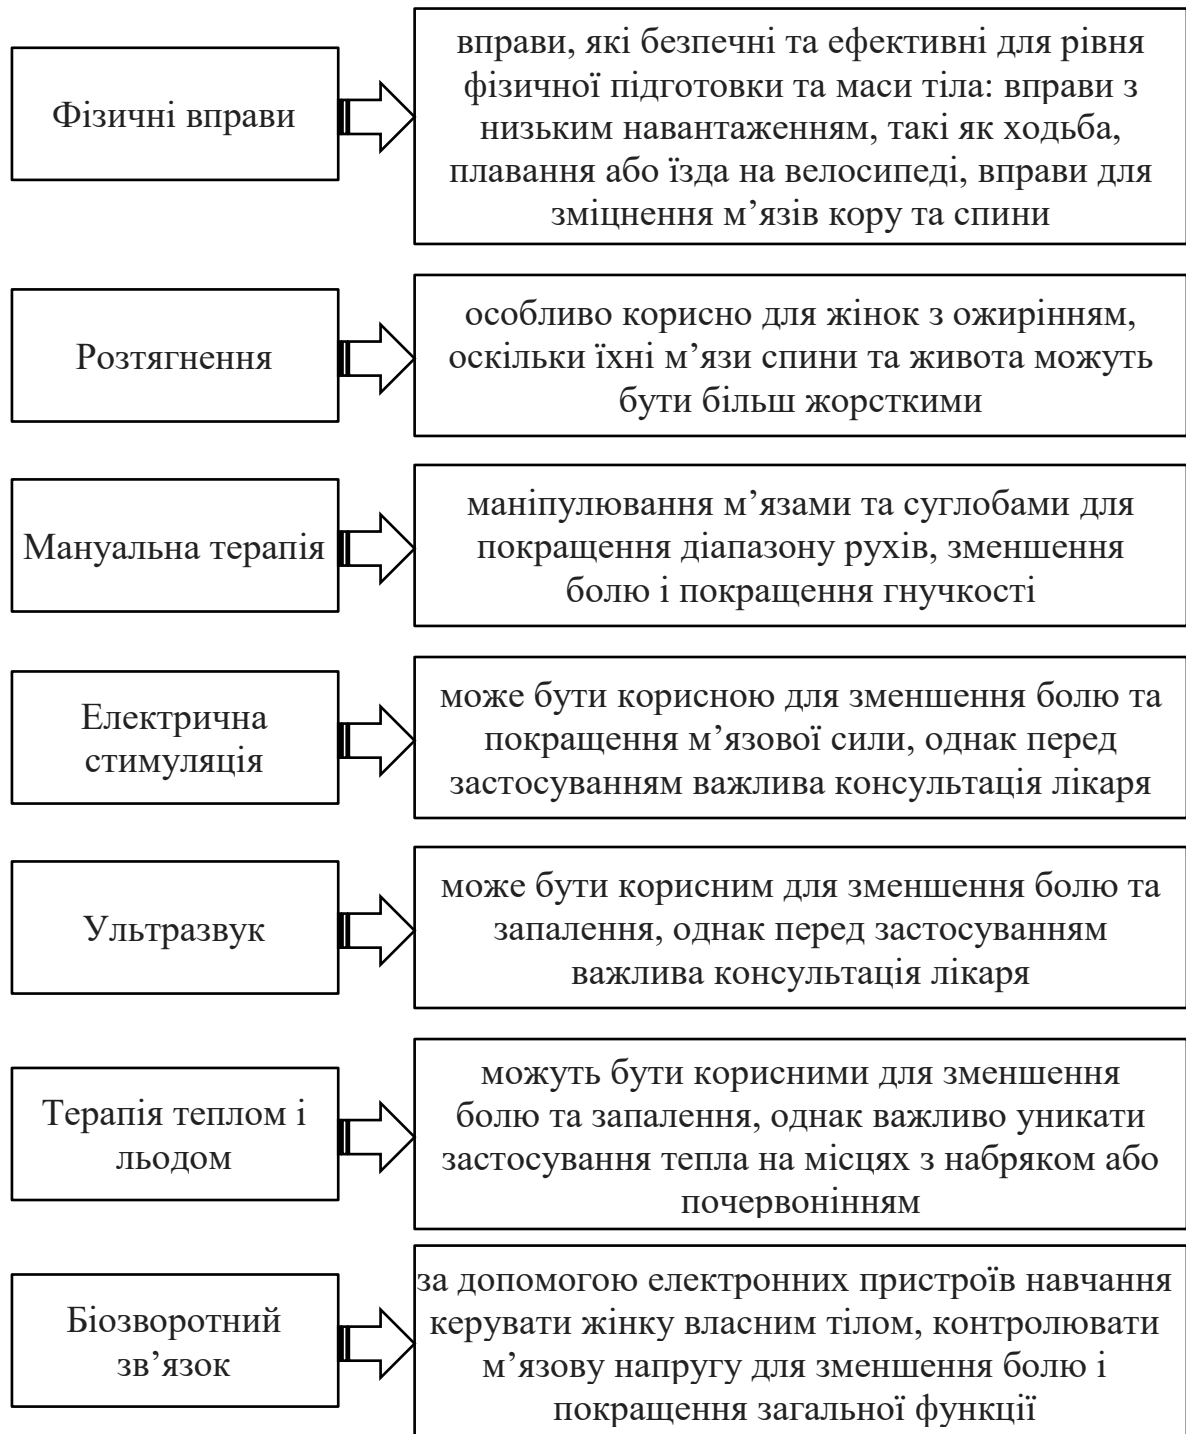 Фізичні вправи
вправи, які безпечні та ефективні для рівня
фізичної підготовки та маси тіла: вправи з
низьким навантаженням, такі як ходьба,
плавання або їзда на велосипеді, вправи для
зміцнення м’язів кору та спини
Розтягнення
особливо корисно для жінок з ожирінням,
оскільки їхні м’язи спини та живота можуть
бути більш жорсткими
Мануальна терапія
маніпулювання м’язами та суглобами для
покращення діапазону рухів, зменшення
болю і покращення гнучкості
Електрична
стимуляція
може бути корисною для зменшення болю та
покращення м’язової сили, однак перед
застосуванням важлива консультація лікаря
Ультразвук
може бути корисним для зменшення болю та
запалення, однак перед застосуванням
важлива консультація лікаря
Терапія теплом і
льодом
можуть бути корисними для зменшення
болю та запалення, однак важливо уникати
застосування тепла на місцях з набряком або
почервонінням
Біозворотний
зв’язок
за допомогою електронних пристроїв навчання
керувати жінку власним тілом, контролювати
м’язову напругу для зменшення болю і
покращення загальної функції